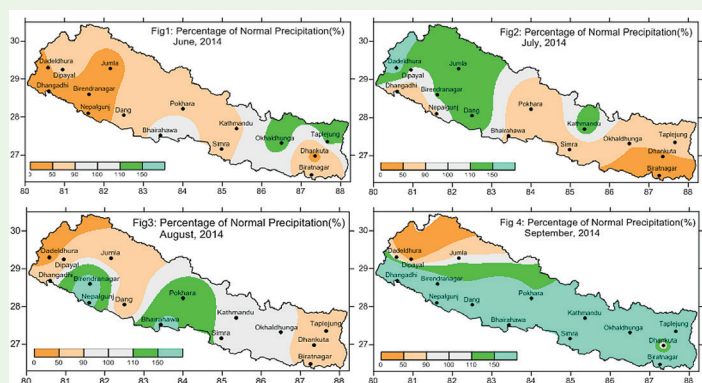 Fig1: Percentage of Normal Precipitation(%)
June, 2014
30
29
28
27
Dadeldhura
Dipayal
Jumla
Dhangadhi
Birendranagar
Nepalgunj
Dang
Pokhara
Bhairahawa
Kathmandu
Simra
Okhaldhunga
Taplejung
Dhankuta
Biratnagar
0 50 90 100 110 150
80 81 82 83 84 85 86 87 88
Fig2: Percentage of Normal Precipitation(%)
July, 2014
30
29
28
27
Dadeldhura
Dipayal
Jumla
Dhangadhi
Birendranagar
Nepalgunj
Dang
Pokhara
Bhairahawa
Kathmandu
Simra
Okhaldhunga
Taplejung
Dhankuta
Biratnagar
0 50 90 100 110 150
80 81 82 83 84 85 86 87 88
Fig3: Percentage of Normal Precipitation(%)
August, 2014
30
29
28
27
Dadeldhura
Dipayal
Jumla
Dhangadhi
Birendranagar
Nepalgunj
Dang
Pokhara
Bhairahawa
Kathmandu
Simra
Okhaldhunga
Taplejung
Dhankuta
Biratnagar
0 50 90 100 110 150
80 81 82 83 84 85 86 87 88
Fig 4: Percentage of Normal Precipitation(%)
September, 2014
30
29
28
27
Dadeldhura
Dipayal
Jumla
Dhangadhi
Birendranagar
Nepalgunj
Dang
Pokhara
Bhairahawa
Kathmandu
Simra
Okhaldhunga
Taplejung
Dhankuta
Biratnagar
0 50 90 100 110 150
80 81 82 83 84 85 86 87 88